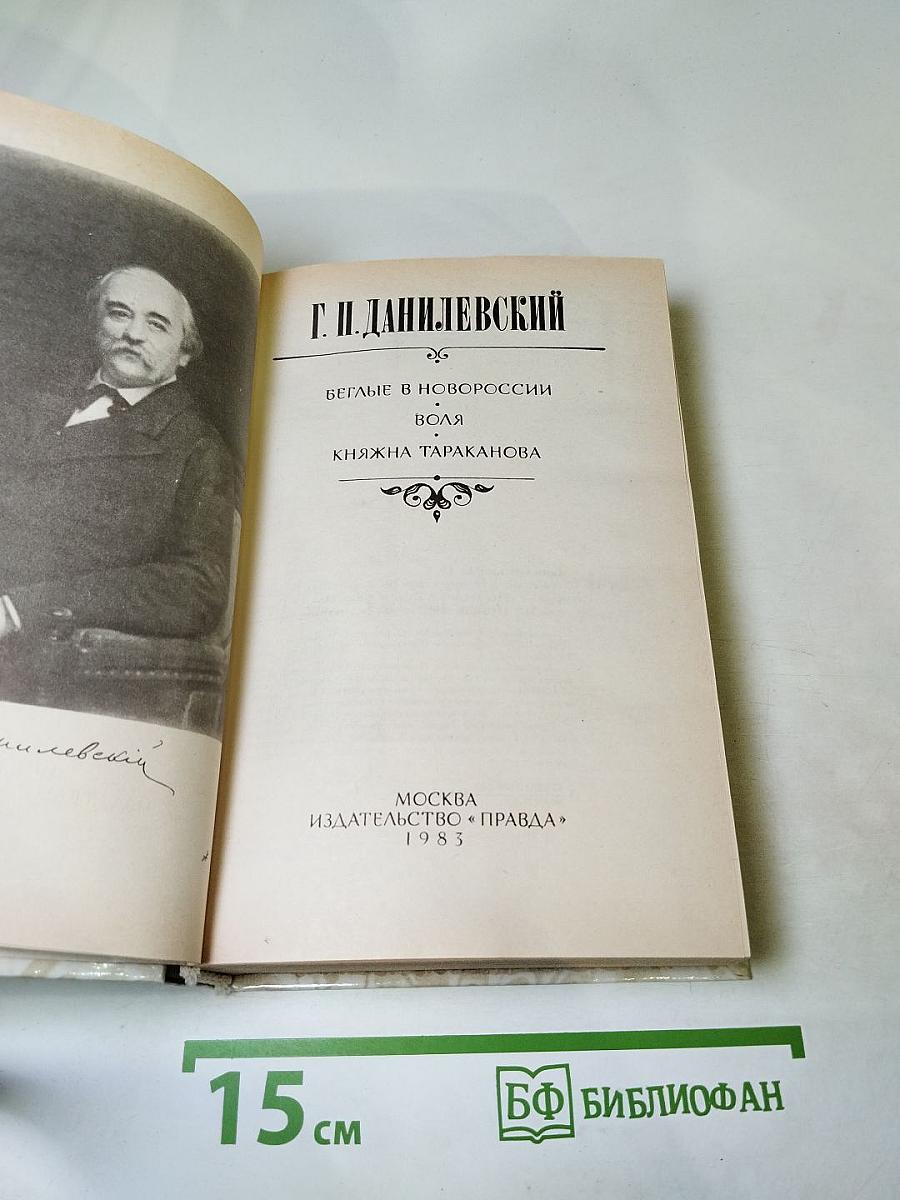 Г. П. ДАНИЛЕВСКИЙ
БЕГЛЫЕ В НОВОРОССИИ
ВОЛЯ
КНЯЖНА ТАРАКАНОВА
МОСКВА
ИЗДАТЕЛЬСТВО «ПРАВДА»
1983
15 см
БФ БИБЛИОФАН